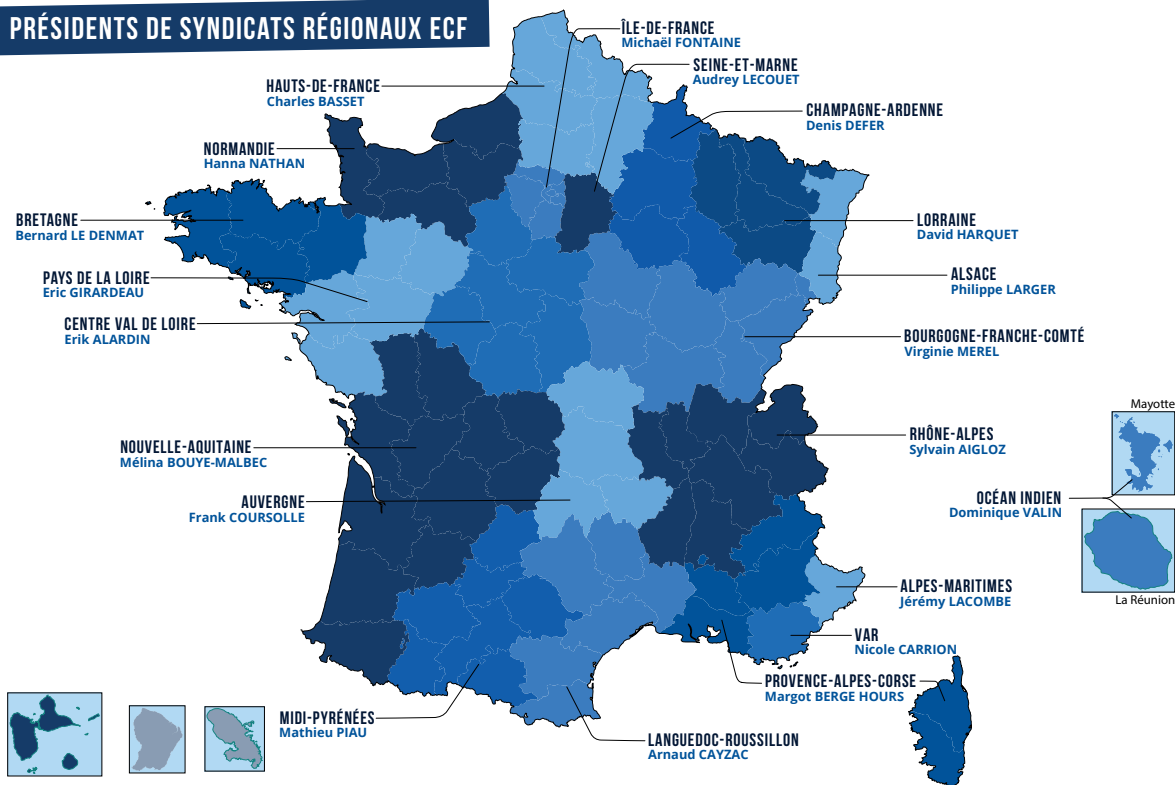 PRÉSIDENTS DE SYNDICATS RÉGIONAUX ECF
ÎLE-DE-FRANCE
Michaël FONTAINE
SEINE-ET-MARNE
Audrey LECOUET
HAUTS-DE-FRANCE
Charles BASSET
CHAMPAGNE-ARDENNE
Denis DEFER
NORMANDIE
Hanna NATHAN
BRETAGNE
Bernard LE DENMAT
LORRAINE
David HARQUET
PAYS DE LA LOIRE
Eric GIRARDEAU
ALSACE
Philippe LARGER
CENTRE VAL DE LOIRE
Erik ALARDIN
BOURGOGNE-FRANCHE-COMTÉ
Virginie MEREL
Mayotte
NOUVELLE-AQUITAINE
Mélina BOUYE-MALBEC
RHÔNE-ALPES
Sylvain AIGLOZ
AUVERGNE
Frank COURSOLLE
OCÉAN INDIEN
Dominique VALIN
La Réunion
ALPES-MARITIMES
Jérémy LACOMBE
VAR
Nicole CARRION
PROVENCE-ALPES-CORSE
Margot BERGE HOURS
MIDI-PYRÉNÉES
Mathieu PIAU
LANGUEDOC-ROUSSILLON
Arnaud CAYZAC